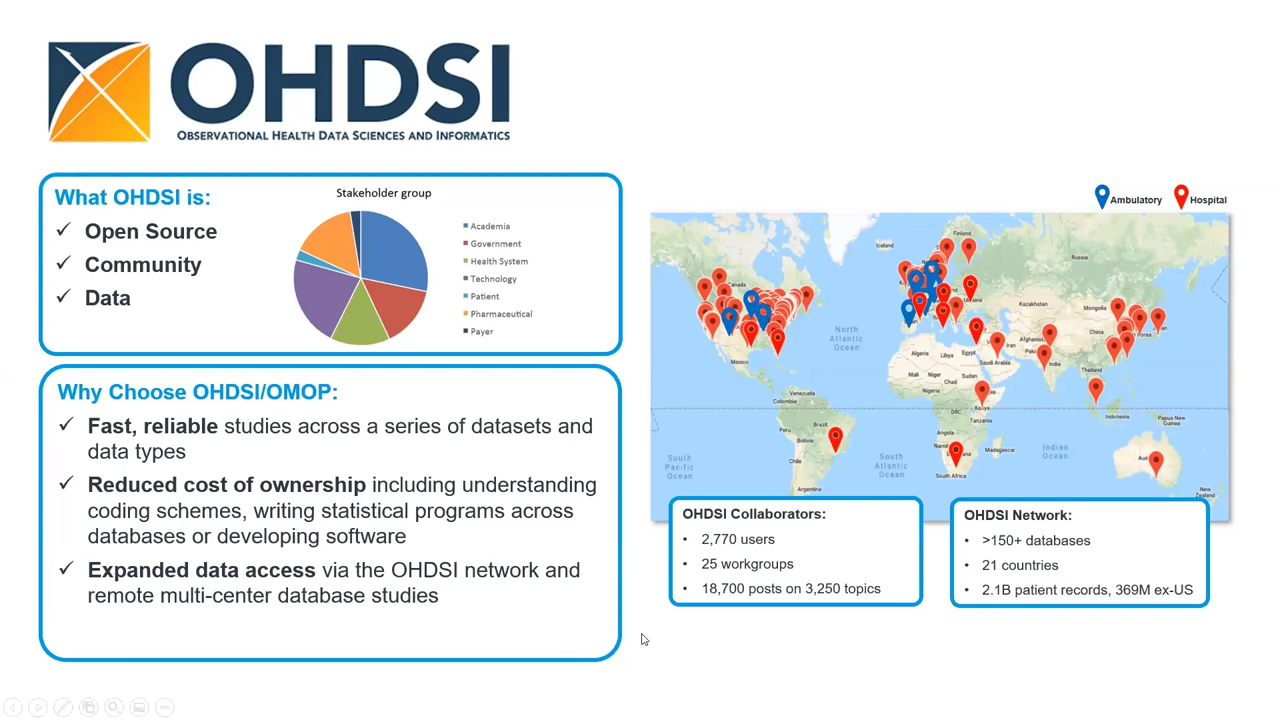 OHDSI
OBSERVATIONAL HEALTH DATA SCIENCES AND INFORMATICS
What OHDSI is:
✓ Open Source
✓ Community
✓ Data
Stakeholder group
Academia
Government
Health System
Technology
Patient
Pharmaceutical
Payer
Why Choose OHDSI/OMOP:
✓ Fast, reliable studies across a series of datasets and
data types
✓ Reduced cost of ownership including understanding
coding schemes, writing statistical programs across
databases or developing software
✓ Expanded data access via the OHDSI network and
remote multi-center database studies
Ambulatory
Hospital
Iceland
Finland
Russia
Canada
Kazakhstan
Mongolia
North
Atlantic
Ocean
China
Afghanistan
Iran
Algeria
Libya
Egypt
Saudi Arabia
India
Mexico
Mali
Niger
Sudan
Chad
Thailand
Venezuela
Colombia
Kenya
DRC
Indonesia
Papua New
Guinea
Tanzania
Peru
Brazil
Angola
Bolivia
Madagascar
Indian
Ocean
South
Pacific
Ocean
South
Atlantic
Ocean
Chile
South Africa
Argentina
New
Zealand
OHDSI Collaborators:
• 2,770 users
• 25 workgroups
• 18,700 posts on 3,250 topics
OHDSI Network:
• >150+ databases
• 21 countries
• 2.1B patient records, 369M ex-US